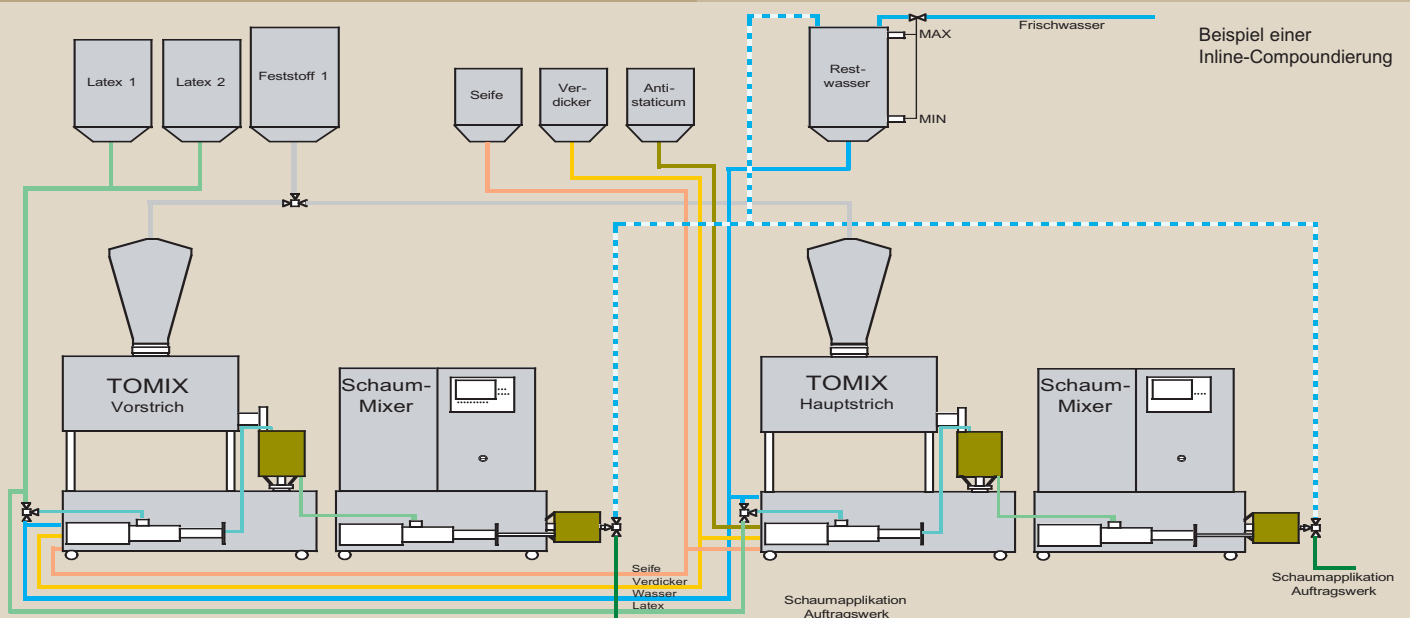 Frischwasser
Beispiel einer
Inline-Compoundierung
MAX
Latex 1
Latex 2
Feststoff 1
Rest-
wasser
Seife
Ver-
dicker
Anti-
staticum
MIN
TOMIX
Vorstrich
Schaum-
Mixer
TOMIX
Hauptstrich
Schaum-
Mixer
Seife
Verdicker
Wasser
Latex
Schaumapplikation
Auftragswerk
Schaumapplikation
Auftragswerk